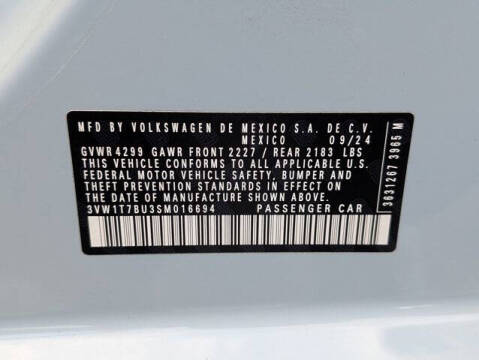 MFD BY VOLKSWAGEN DE MEXICO S.A. DE C.V.
MEXICO 09/24
GVWR 4299 GAWR FRONT 2227 / REAR 2183 LBS
THIS VEHICLE CONFORMS TO ALL APPLICABLE U.S.
FEDERAL MOTOR VEHICLE SAFETY, BUMPER, AND
THEFT PREVENTION STANDARDS IN EFFECT ON
THE DATE OF MANUFACTURE SHOWN ABOVE.
3VW1T7BU3SM016694 PASSENGER CAR
3631267 3965 M